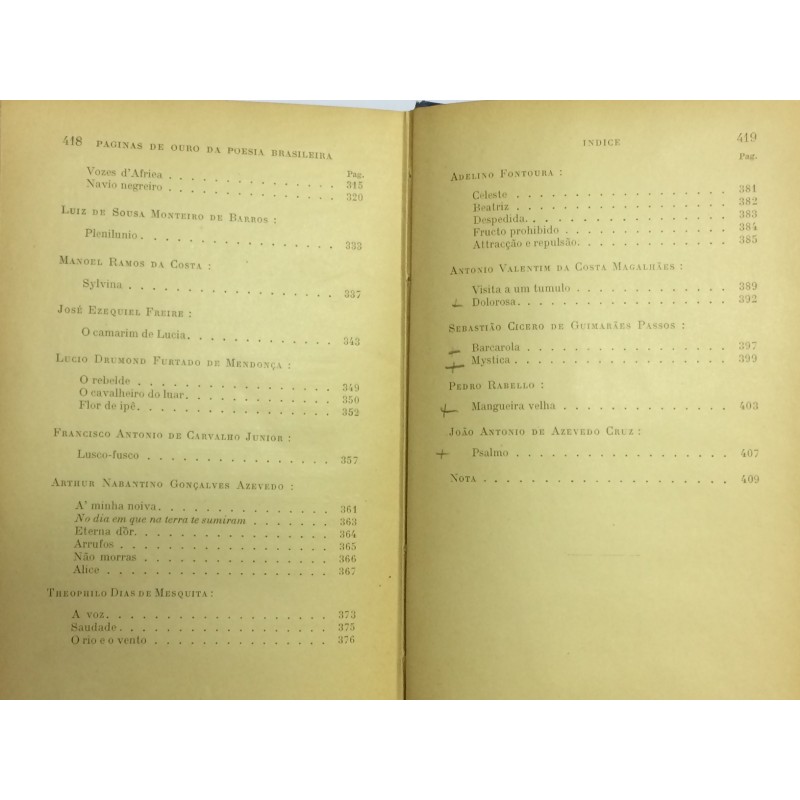 418 PAGINAS DE OURO DA POESIA BRASILEIRA
Pag.
Vozes d'Africa . . . . . . . . . . . . . 315
Navio negreiro . . . . . . . . . . . . . 320
LUIZ DE SOUSA MONTEIRO DE BARROS :
Plenilunio . . . . . . . . . . . . . . . 333
MANOEL RAMOS DA COSTA :
Sylvina . . . . . . . . . . . . . . . . 337
JOSÉ EZEQUIEL FREIRE :
O camarim de Lucia . . . . . . . . . . . 343
LUCIO DRUMOND FURTADO DE MENDONÇA :
O rebelde . . . . . . . . . . . . . . . 349
O cavalheiro do luar . . . . . . . . . . 350
Flor de ipê . . . . . . . . . . . . . . 352
FRANCISCO ANTONIO DE CARVALHO JUNIOR :
Lusco-fusco . . . . . . . . . . . . . . 357
ARTHUR NABANTINO GONÇALVES AZEVEDO :
A' minha noiva . . . . . . . . . . . . . 361
No dia em que na terra te sumiram . . . . . . 363
Eterna dôr . . . . . . . . . . . . . . . 364
Arrufos . . . . . . . . . . . . . . . . 365
Não morras . . . . . . . . . . . . . . . 366
Alice . . . . . . . . . . . . . . . . . 367
THEOPHILO DIAS DE MESQUITA :
A voz . . . . . . . . . . . . . . . . . 373
Saudade . . . . . . . . . . . . . . . . 375
O rio e o vento . . . . . . . . . . . . 376
INDICE 419
Pag.
ADELINO FONTOURA :
Celeste . . . . . . . . . . . . . . . . 381
Beatriz . . . . . . . . . . . . . . . . 382
Despedida . . . . . . . . . . . . . . . 383
Fructo prohibido . . . . . . . . . . . . 384
Attracção e repulsão . . . . . . . . . . 385
ANTONIO VALENTIM DA COSTA MAGALHÃES :
Visita a um tumulo . . . . . . . . . . . 389
Dolorosa . . . . . . . . . . . . . . . . 392
SEBASTIÃO CICERO DE GUIMARÃES PASSOS :
Barcarola . . . . . . . . . . . . . . . 397
Mystica . . . . . . . . . . . . . . . . 399
PEDRO RABELLO :
Mangueira velha . . . . . . . . . . . . 403
JOÃO ANTONIO DE AZEVEDO CRUZ :
Psalmo . . . . . . . . . . . . . . . . . 407
NOTA . . . . . . . . . . . . . . . . . . 409